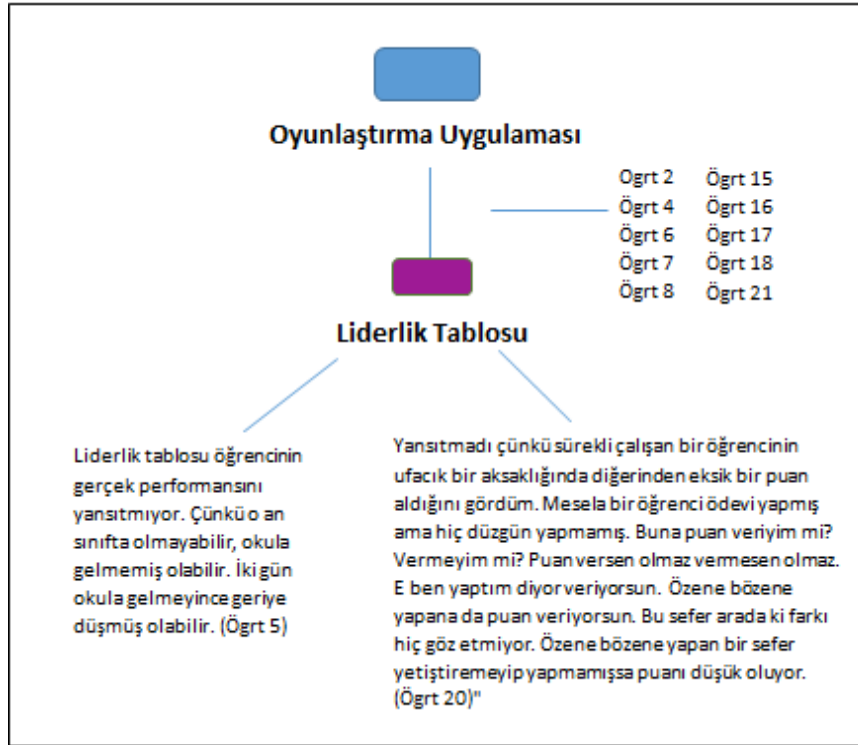 Oyunlaştırma Uygulaması
Ogrt 2 Ögrt 15
Ögrt 4 Ögrt 16
Ögrt 6 Ögrt 17
Ögrt 7 Ögrt 18
Ögrt 8 Ögrt 21
Liderlik Tablosu
Liderlik tablosu öğrencinin
gerçek performansını
yansıtmıyor. Çünkü o an
sınıfta olmayabilir, okula
gelmemiş olabilir. İki gün
okula gelmeyince geriye
düşmüş olabilir. (Ögrt 5)
Yansıtmadı çünkü sürekli çalışan bir öğrencinin
ufacık bir aksaklığında diğerinden eksik bir puan
aldığını gördüm. Mesela bir öğrenci ödevi yapmış
ama hiç düzgün yapmamış. Buna puan veriyim mi?
Vermeyim mi? Puan versen olmaz vermesen olmaz.
E ben yaptım diyor veriyorsun. Özene bözene
yapana da puan veriyorsun. Bu sefer arada ki farkı
hiç göz etmiyor. Özene bözene yapan bir sefer
yetiştiremeyip yapmamışsa puanı düşük oluyor.
(Ögrt 20)"